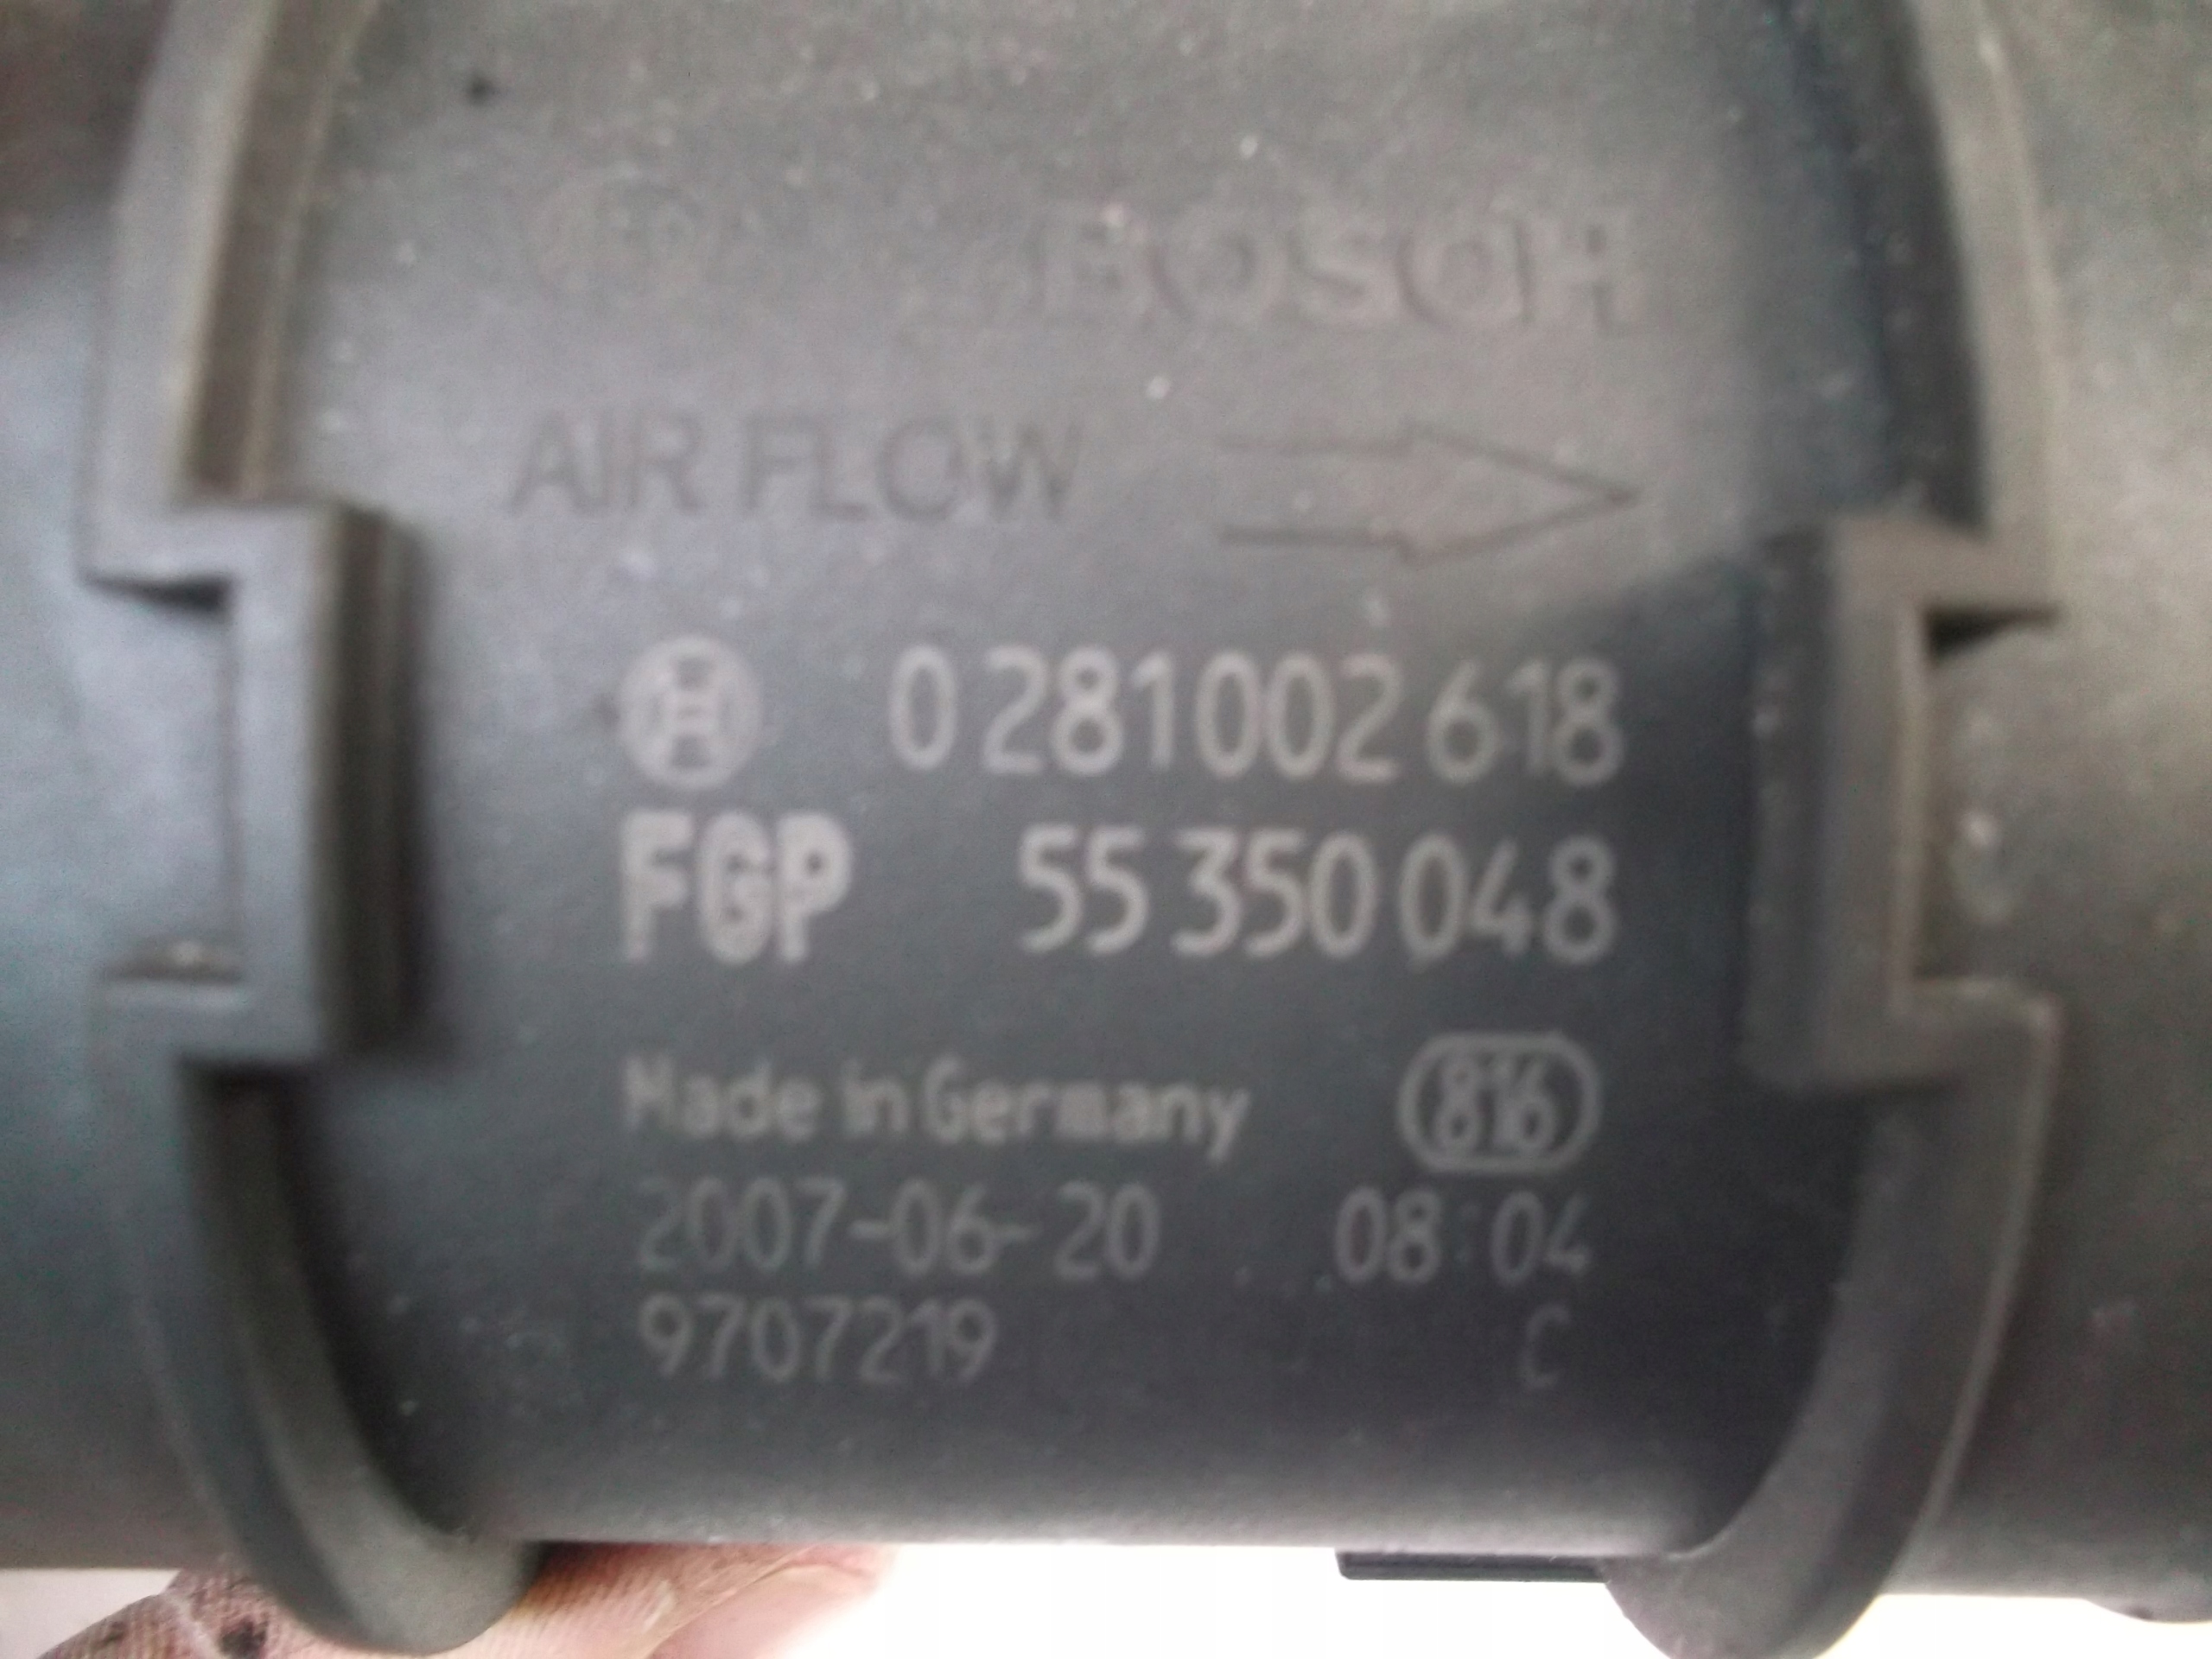 BOSCH
AIR FLOW
0 281 002 618
FGP 55 350 048
Made in Germany 816
2007-06-20 08:04
9707219 C